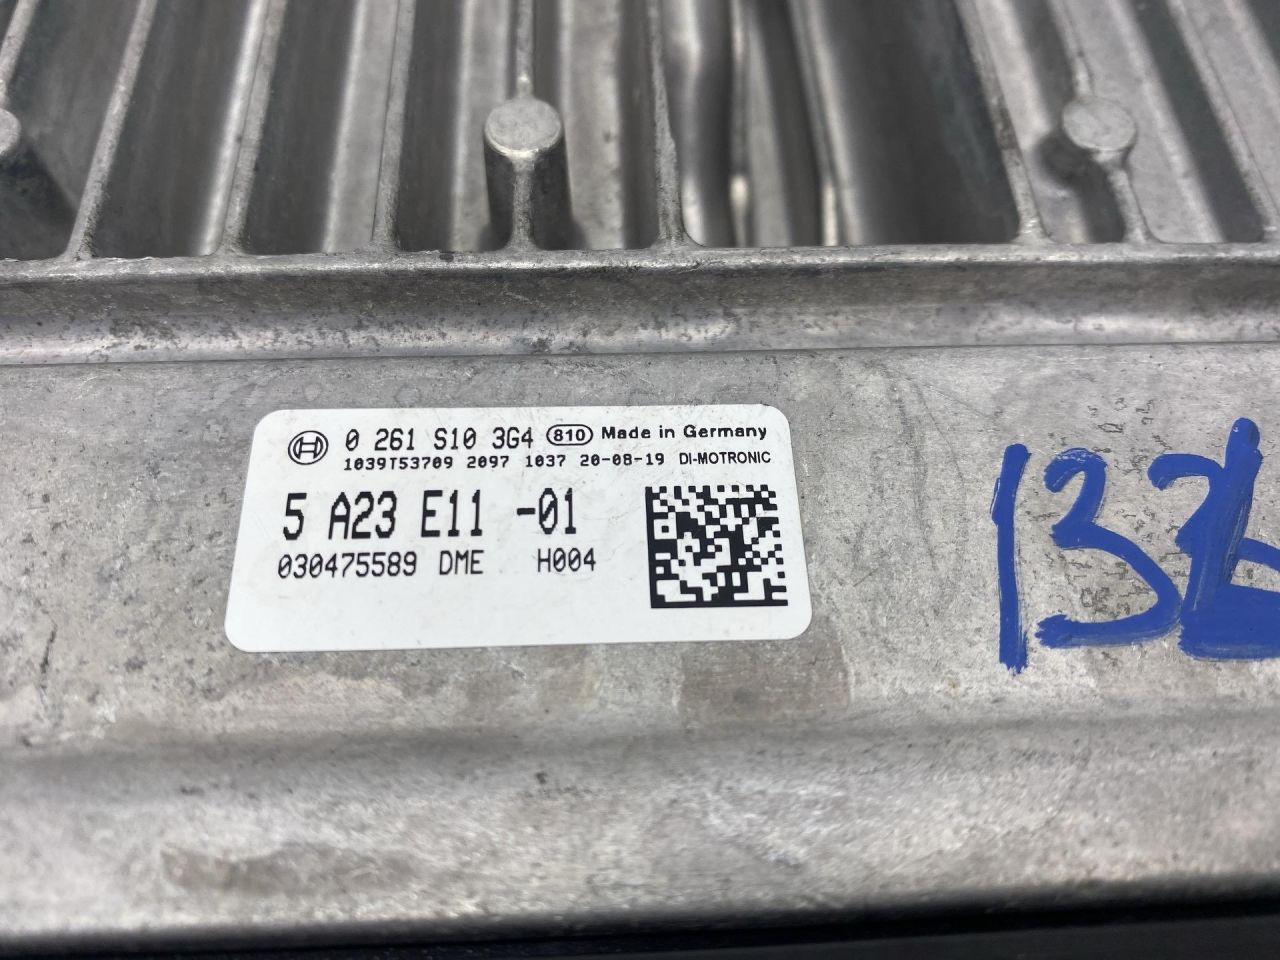 0 261 S10 3G4 810 Made in Germany
1039T53709 2097 1037 20-08-19 DI-MOTRONIC
5 A23 E11 -01
030475589 DME H004